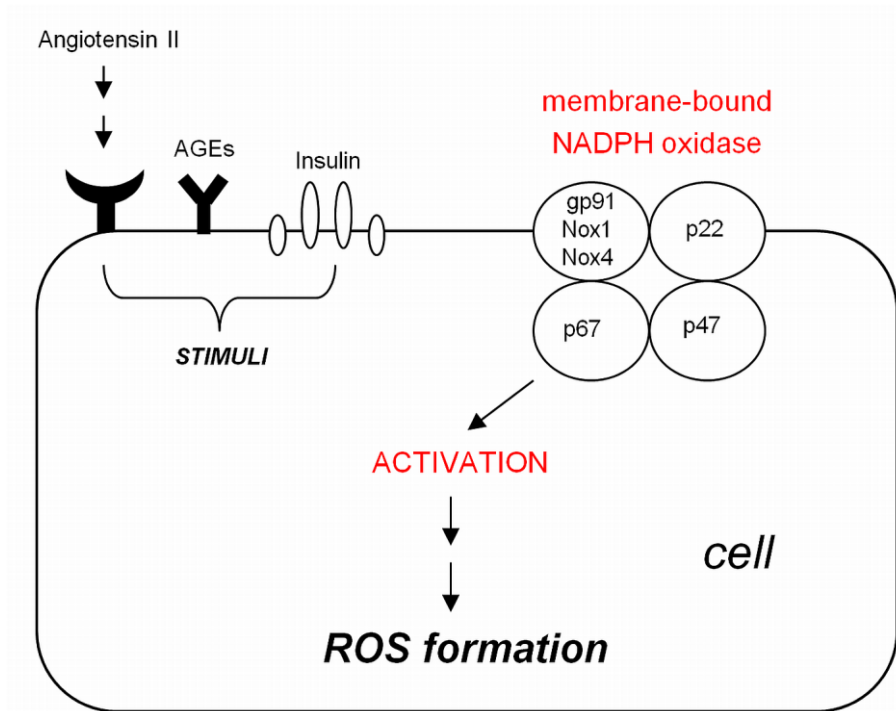 Angiotensin II
AGEs
Insulin
STIMULI
membrane-bound
NADPH oxidase
gp91
Nox1
Nox4
p22
p67
p47
ACTIVATION
ROS formation
cell